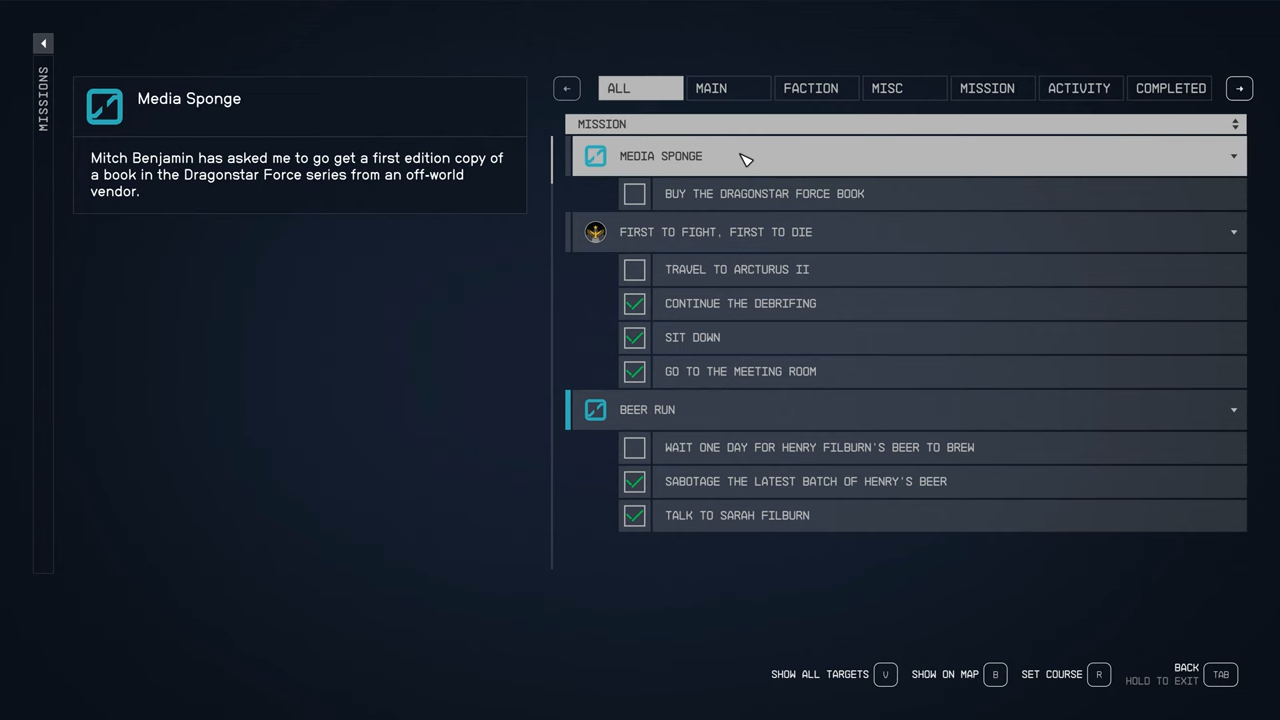 MISSIONS
Media Sponge
Mitch Benjamin has asked me to go get a first edition copy of
a book in the Dragonstar Force series from an off-world
vendor.
ALL MAIN FACTION MISC MISSION ACTIVITY COMPLETED
MISSION
MEDIA SPONGE
BUY THE DRAGONSTAR FORCE BOOK
FIRST TO FIGHT, FIRST TO DIE
TRAVEL TO ARCTURUS II
CONTINUE THE DEBRIFING
SIT DOWN
GO TO THE MEETING ROOM
BEER RUN
WAIT ONE DAY FOR HENRY FILBURN'S BEER TO BREW
SABOTAGE THE LATEST BATCH OF HENRY'S BEER
TALK TO SARAH FILBURN
SHOW ALL TARGETS V SHOW ON MAP B SET COURSE R BACK TAB
HOLD TO EXIT